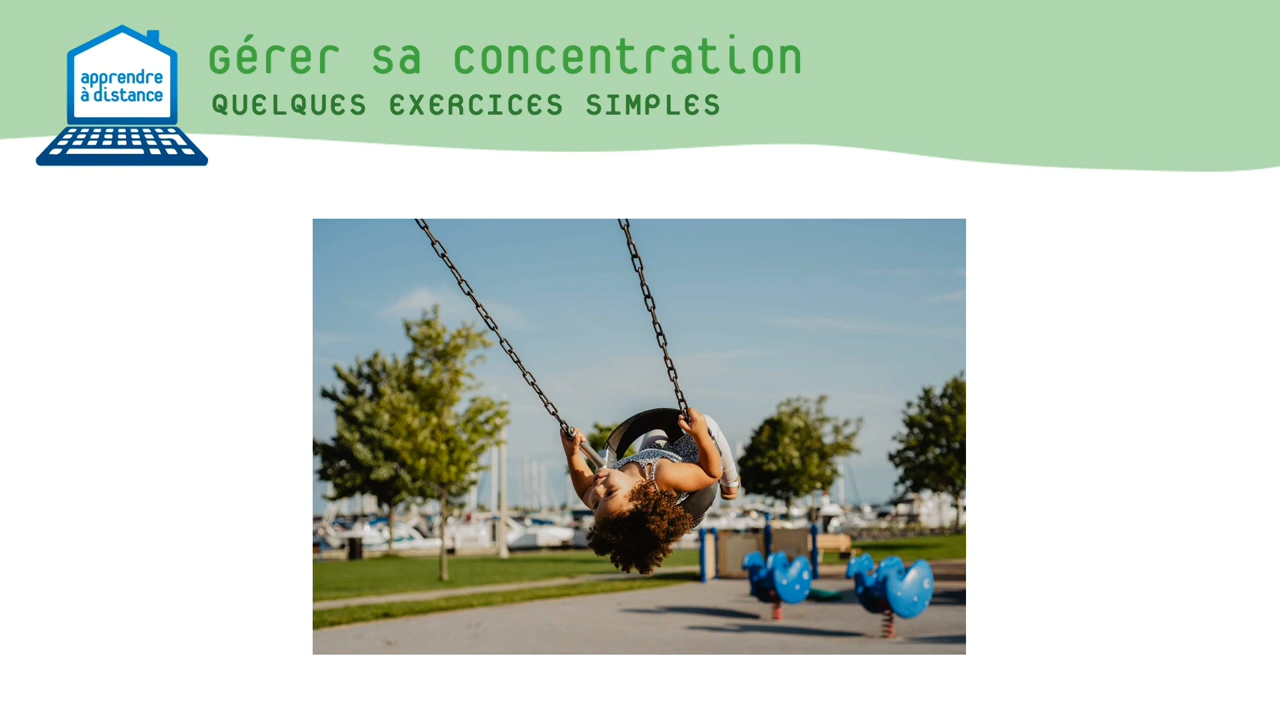 apprendre
à distance
Gérer sa concentration
QUELQUES EXERCICES SIMPLES